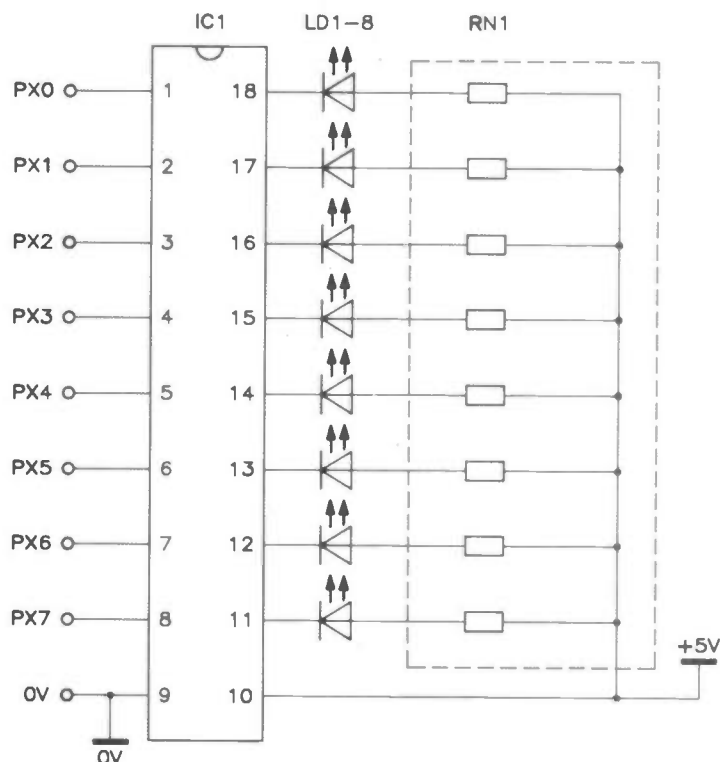 IC1 LD1-8 RN1
PX0 1 18
PX1 2 17
PX2 3 16
PX3 4 15
PX4 5 14
PX5 6 13
PX6 7 12
PX7 8 11
+5V
0V 9 10
0V